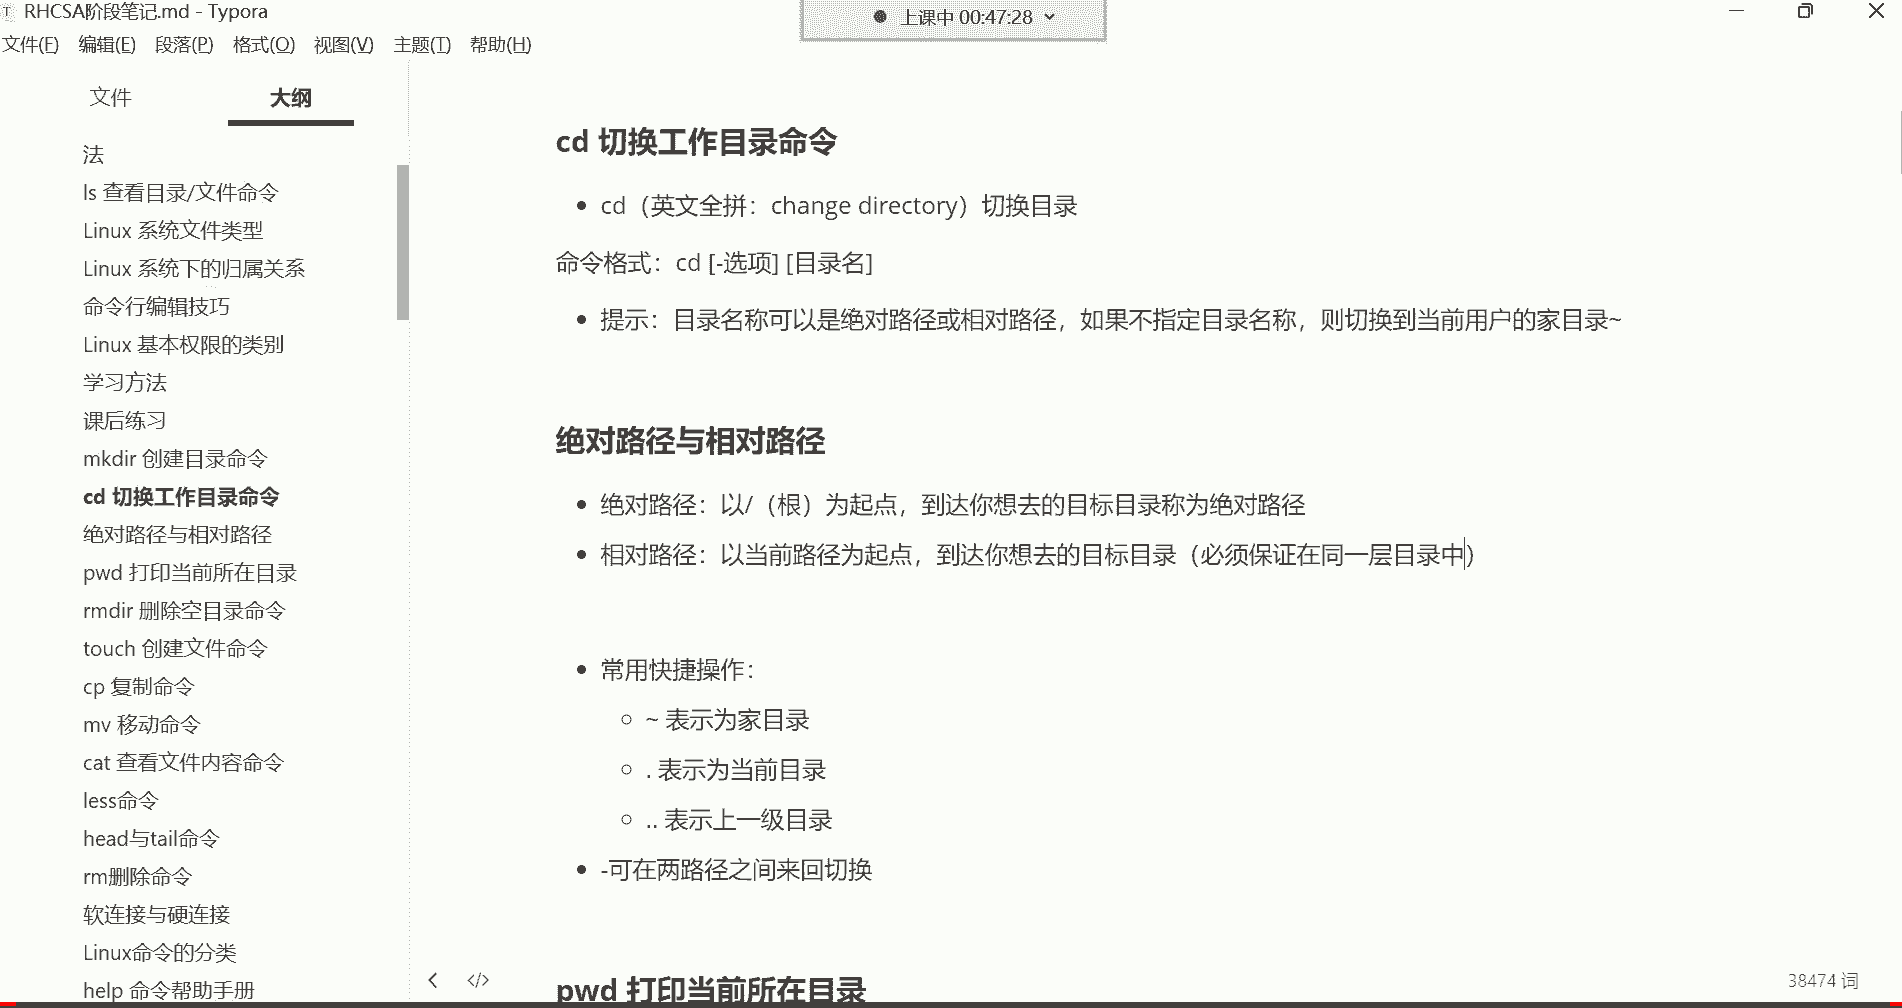 RHCSA阶段笔记.md - Typora
上课中 00:47:28
文件(F) 编辑(E) 段落(P) 格式(O) 视图(V) 主题(T) 帮助(H)
文件 大纲
法
ls 查看目录/文件命令
Linux 系统文件类型
Linux 系统下的归属关系
命令行编辑技巧
Linux 基本权限的类别
学习方法
课后练习
mkdir 创建目录命令
cd 切换工作目录命令
绝对路径与相对路径
pwd 打印当前所在目录
rmdir 删除空目录命令
touch 创建文件命令
cp 复制命令
mv 移动命令
cat 查看文件内容命令
less命令
head与tail命令
rm删除命令
软连接与硬连接
Linux命令的分类
help 命令帮助手册
cd 切换工作目录命令
cd（英文全拼：change directory）切换目录
命令格式：cd [-选项] [目录名]
提示：目录名称可以是绝对路径或相对路径，如果不指定目录名称，则切换到当前用户的家目录~
绝对路径与相对路径
绝对路径：以/（根）为起点，到达你想去的目标目录称为绝对路径
相对路径：以当前路径为起点，到达你想去的目标目录（必须保证在同一层目录中）
常用快捷操作：
~ 表示为家目录
. 表示为当前目录
.. 表示上一级目录
-可在两路径之间来回切换
pwd 打印当前所在目录
38474 词